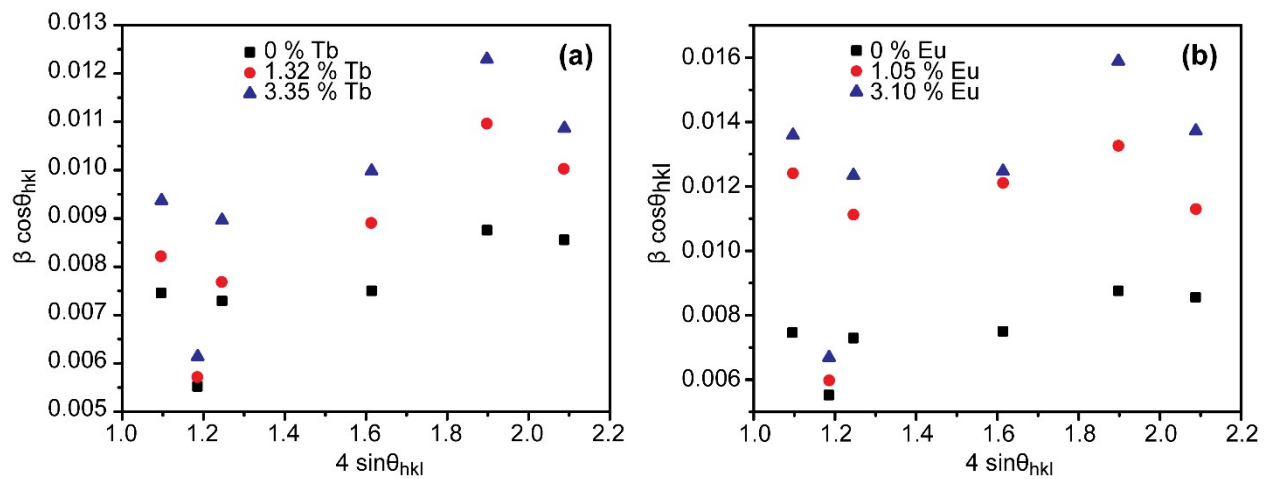 0.013
0.012
0.011
0.010
0.009
0.008
0.007
0.006
0.005
β cosθhkl
0 % Tb
1.32 % Tb
3.35 % Tb
(a)
1.0 1.2 1.4 1.6 1.8 2.0 2.2
4 sinθhkl
0.016
0.014
0.012
0.010
0.008
0.006
β cosθhkl
0 % Eu
1.05 % Eu
3.10 % Eu
(b)
1.0 1.2 1.4 1.6 1.8 2.0 2.2
4 sinθhkl